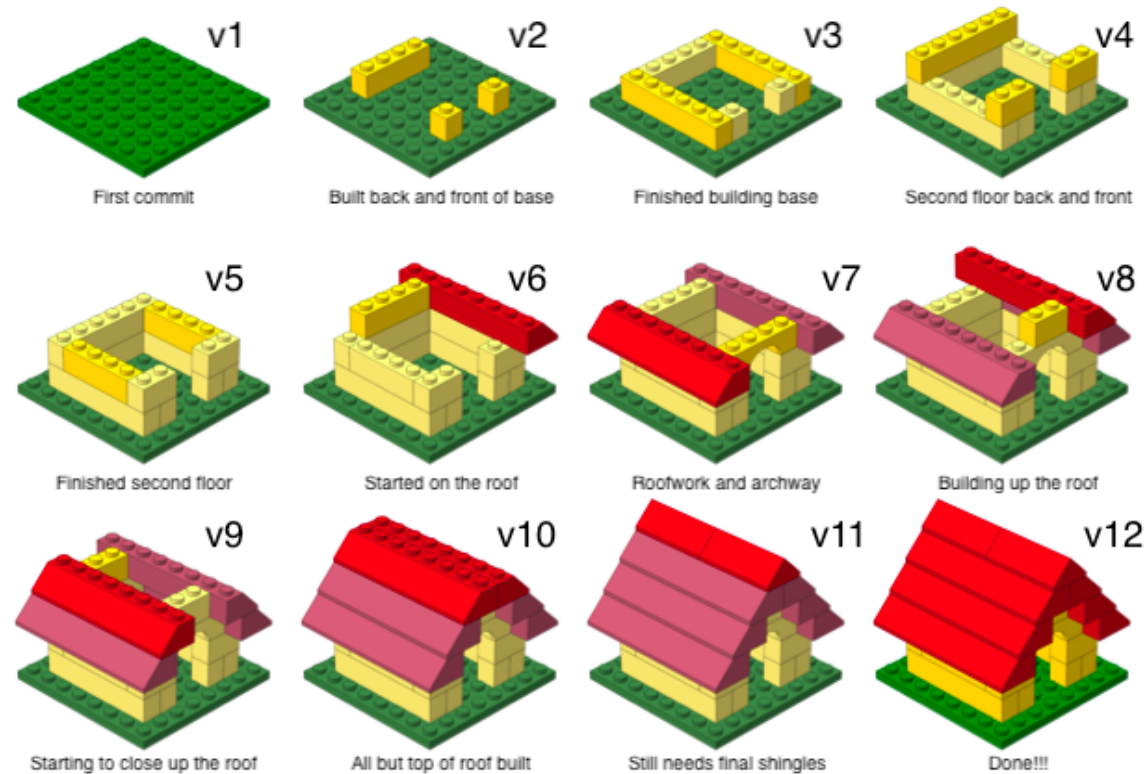 v1
First commit
v2
Built back and front of base
v3
Finished building base
v4
Second floor back and front
v5
Finished second floor
v6
Started on the roof
v7
Roofwork and archway
v8
Building up the roof
v9
Starting to close up the roof
v10
All but top of roof built
v11
Still needs final shingles
v12
Done!!!